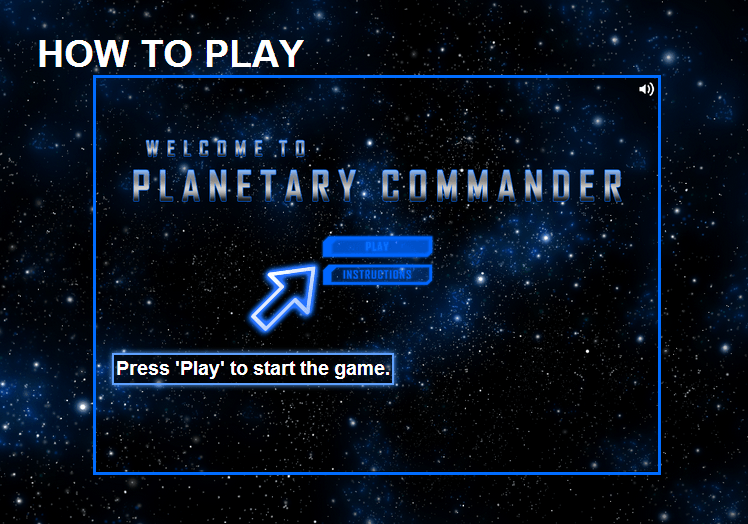 HOW TO PLAY
WELCOME TO
PLANETARY COMMANDER
PLAY
INSTRUCTIONS
Press 'Play' to start the game.